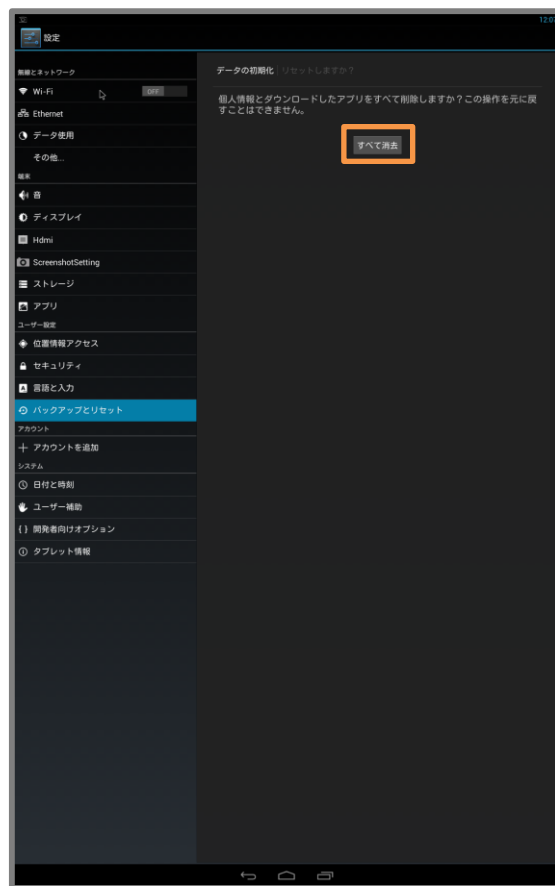 設定
無線とネットワーク
Wi-Fi OFF
Ethernet
データ使用
その他...
端末
音
ディスプレイ
Hdmi
ScreenshotSetting
ストレージ
アプリ
ユーザー設定
位置情報アクセス
セキュリティ
言語と入力
バックアップとリセット
アカウント
アカウントを追加
システム
日付と時刻
ユーザー補助
開発者向けオプション
タブレット情報
データの初期化 リセットしますか？
個人情報とダウンロードしたアプリをすべて削除しますか？この操作を元に戻
すことはできません。
すべて消去